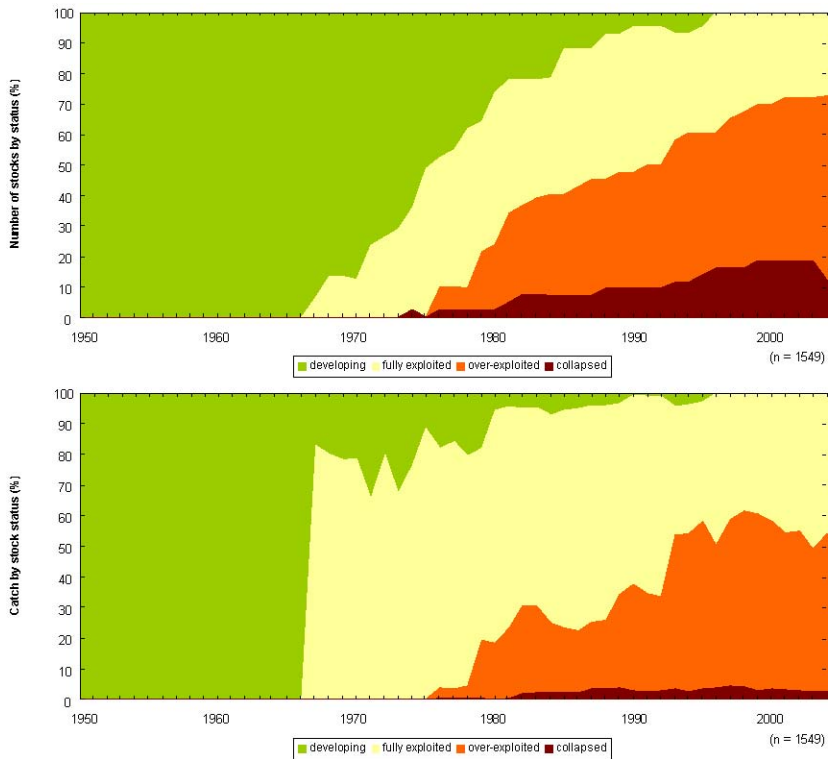 Number of stocks by status (%)
100
90
80
70
60
50
40
30
20
10
0
1950 1960 1970 1980 1990 2000
(n = 1549)
developing fully exploited over-exploited collapsed
Catch by stock status (%)
100
90
80
70
60
50
40
30
20
10
0
1950 1960 1970 1980 1990 2000
(n = 1549)
developing fully exploited over-exploited collapsed